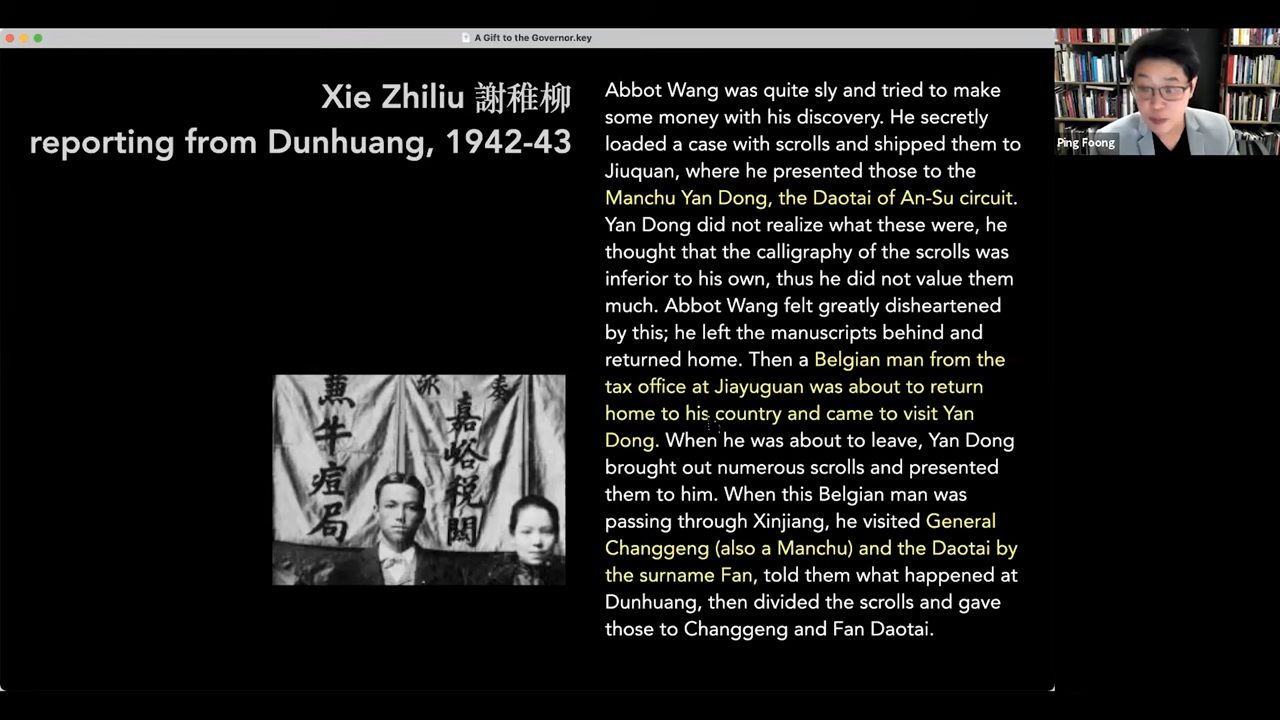 A Gift to the Governor.key
Xie Zhiliu 謝稚柳
reporting from Dunhuang, 1942-43
Abbot Wang was quite sly and tried to make
some money with his discovery. He secretly
loaded a case with scrolls and shipped them to
Jiuquan, where he presented those to the
Manchu Yan Dong, the Daotai of An-Su circuit.
Yan Dong did not realize what these were, he
thought that the calligraphy of the scrolls was
inferior to his own, thus he did not value them
much. Abbot Wang felt greatly disheartened
by this; he left the manuscripts behind and
returned home. Then a Belgian man from the
tax office at Jiayuguan was about to return
home to his country and came to visit Yan
Dong. When he was about to leave, Yan Dong
brought out numerous scrolls and presented
them to him. When this Belgian man was
passing through Xinjiang, he visited General
Changgeng (also a Manchu) and the Daotai by
the surname Fan, told them what happened at
Dunhuang, then divided the scrolls and gave
those to Changgeng and Fan Daotai.
嘉峪税關
牛痘局
Ping Foong